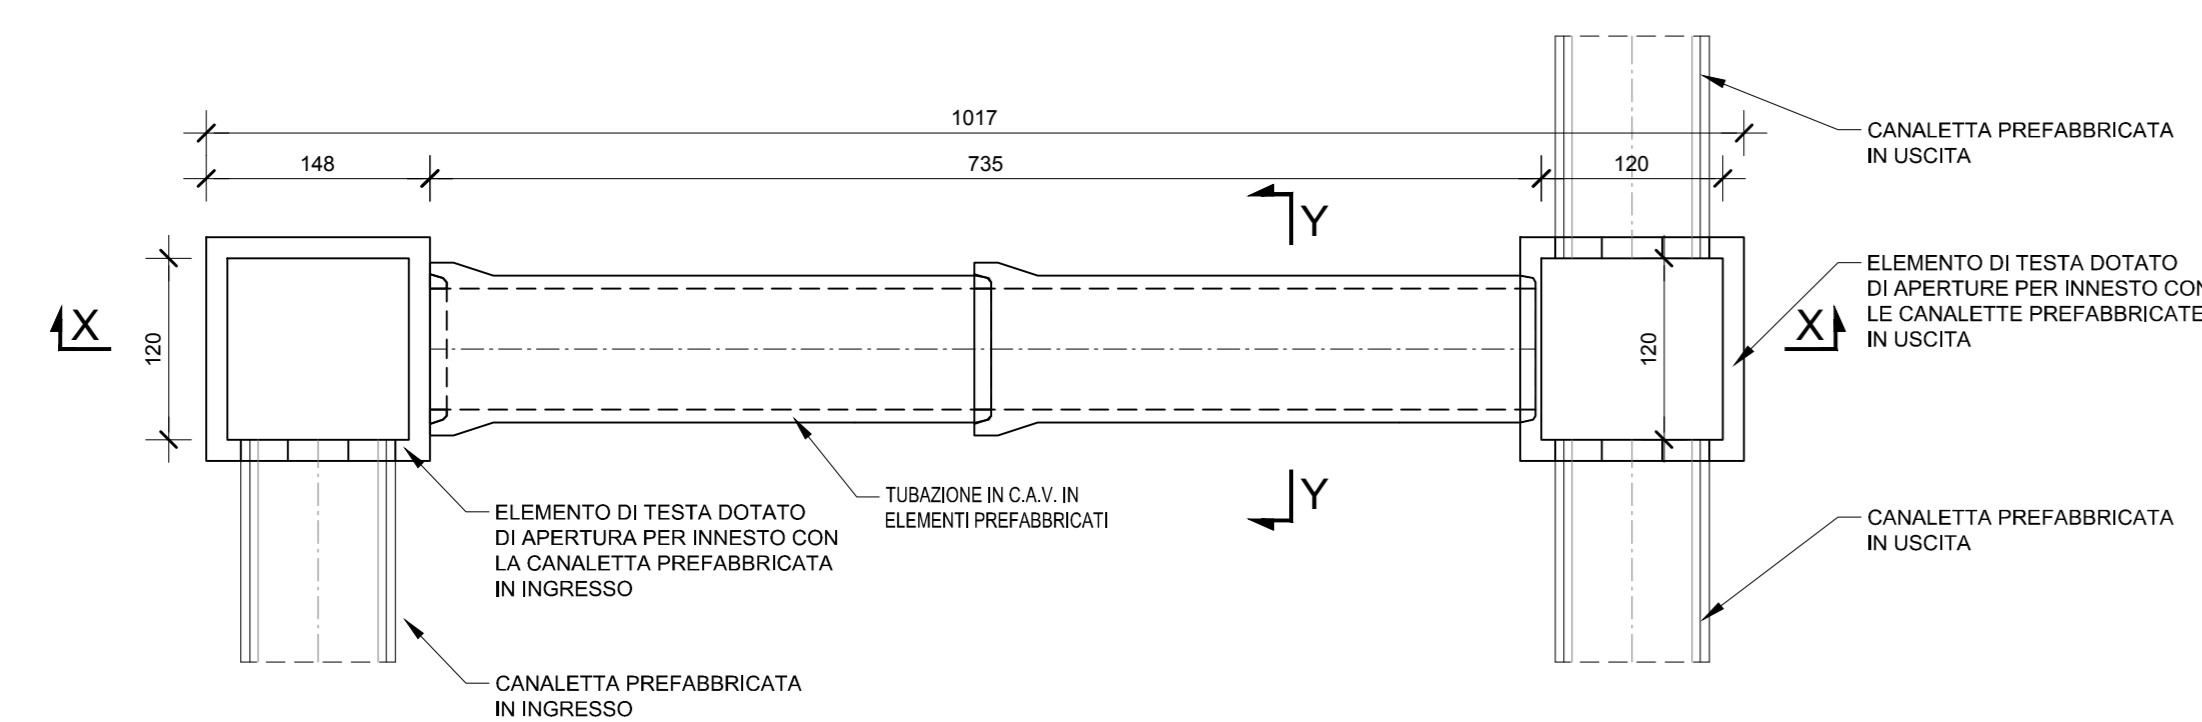 1017
CANALETTA PREFABBRICATA
IN USCITA
148
735
120
Y
ELEMENTO DI TESTA DOTATO
DI APERTURE PER INNESTO CON
LE CANALETTE PREFABBRICATE
IN USCITA
X
120
120
X
ELEMENTO DI TESTA DOTATO
DI APERTURA PER INNESTO CON
LA CANALETTA PREFABBRICATA
IN INGRESSO
TUBAZIONE IN C.A.V. IN
ELEMENTI PREFABBRICATI
Y
CANALETTA PREFABBRICATA
IN USCITA
CANALETTA PREFABBRICATA
IN INGRESSO